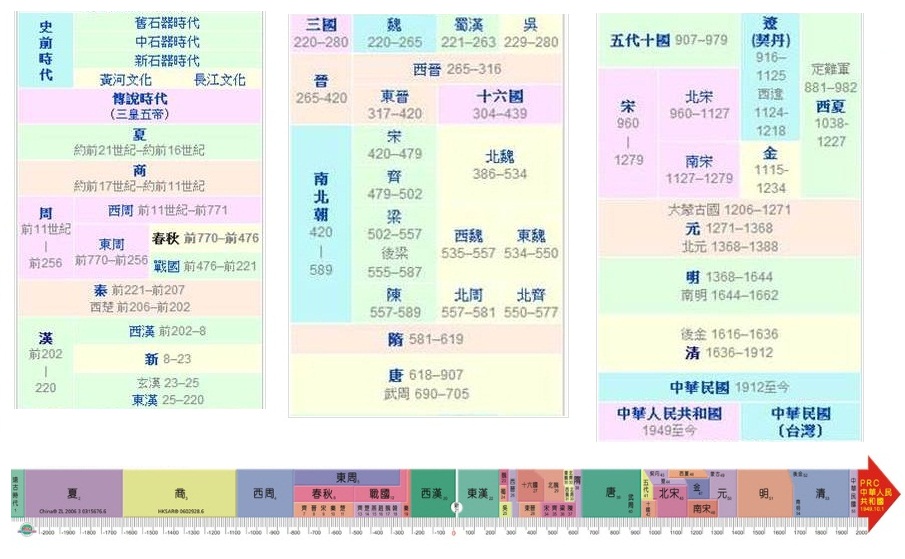 史前時代
舊石器時代
中石器時代
新石器時代
黃河文化 長江文化
傳說時代
(三皇五帝)
夏
約前21世紀–約前16世紀
商
約前17世紀–約前11世紀
周
前11世紀
|
前256
西周 前11世紀–前771
東周
前770–前256
春秋 前770–前476
戰國 前476–前221
秦 前221–前207
西楚 前206–前202
漢
前202
|
220
西漢 前202–8
新 8–23
玄漢 23–25
東漢 25–220
三國
220–280
魏
220–265
蜀漢
221–263
吳
229–280
晉
265-420
西晉 265–316
東晉
317–420
十六國
304–439
南北朝
420
|
589
宋
420–479
齊
479–502
梁
502–557
後梁
555–587
陳
557-589
北魏
386–534
西魏
535–557
東魏
534–550
北周
557–581
北齊
550–577
隋 581–619
唐 618–907
武周 690–705
五代十國 907–979
遼
(契丹)
916–
1125
西遼
1124-
1218
定難軍
881–982
西夏
1038-
1227
宋
960
|
1279
北宋
960–1127
南宋
1127–1279
金
1115-
1234
大蒙古國 1206–1271
元 1271–1368
北元 1368–1388
明 1368–1644
南明 1644–1662
後金 1616–1636
清 1636–1912
中華民國 1912至今
中華人民共和國
1949至今
中華民國
(台灣)
夏
China® ZL 2006 3 0315676.6
商
HKSAR® 0602928.6
西周
東周
春秋
戰國
西漢
東漢
十六國
唐
北宋
金
南宋
元
明
清
PRC
中華人民
共和國
1949.10.1
-2000 -1900 -1800 -1700 -1600 -1500 -1400 -1300 -1200 -1100 -1000 -900 -800 -700 -600 -500 -400 -300 -200 -100 0 100 200 300 400 500 600 700 800 900 1000 1100 1200 1300 1400 1500 1600 1700 1800 1900 2000